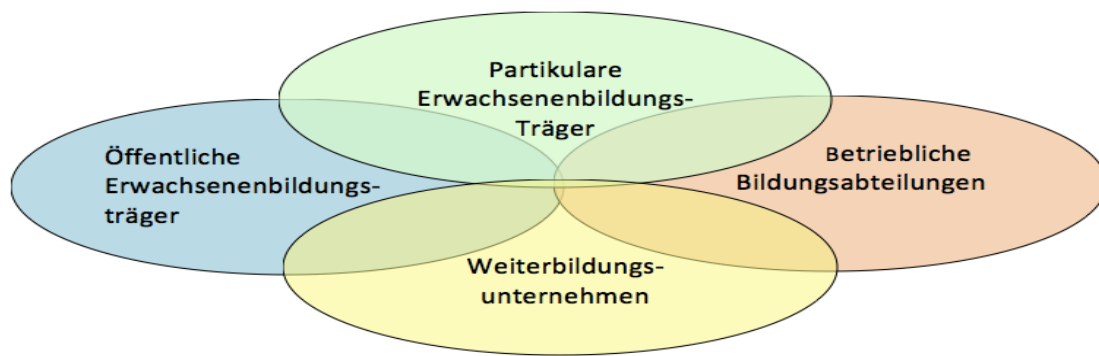 Partikulare
Erwachsenenbildungs-
Träger
Öffentliche
Erwachsenenbildungs-
träger
Betriebliche
Bildungsabteilungen
Weiterbildungs-
unternehmen